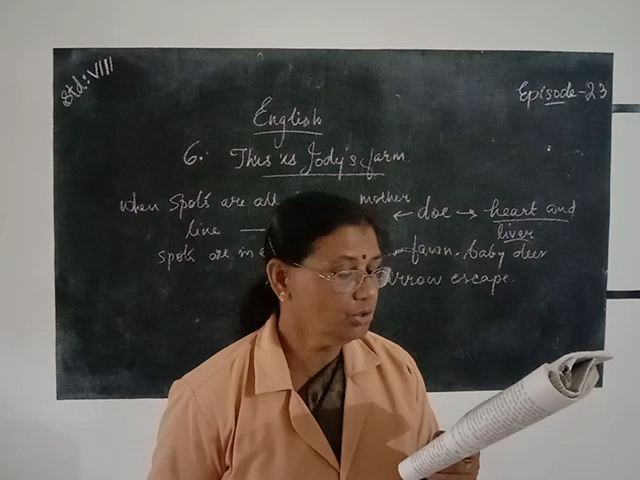 Std: VIII
Episode-23
English
6. This is Jody's farm.
when spots are all mother
line — ← doe → heart and
liver
spots are in ← fawn. baby deer
arrow escape.